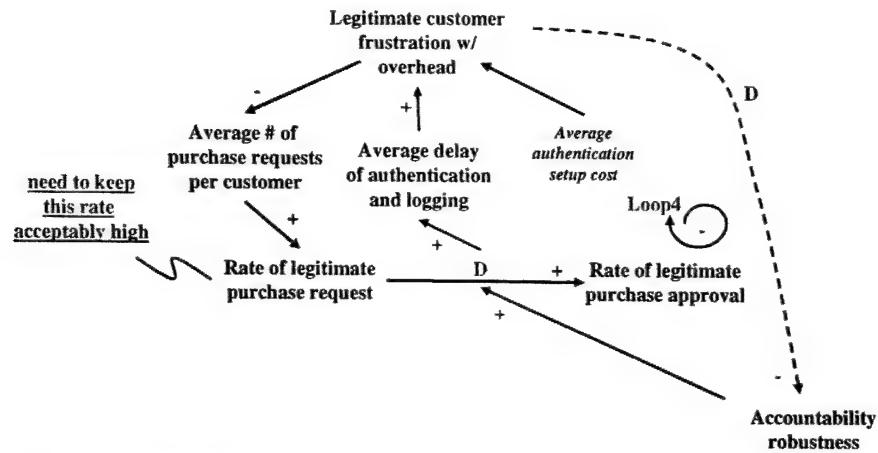 Legitimate customer
frustration w/
overhead
D
-
+
Average # of
purchase requests
per customer
Average delay
of authentication
and logging
Average
authentication
setup cost
need to keep
this rate
acceptably high
Loop4
-
+
+
Rate of legitimate
purchase request
D
+
Rate of legitimate
purchase approval
+
-
Accountability
robustness